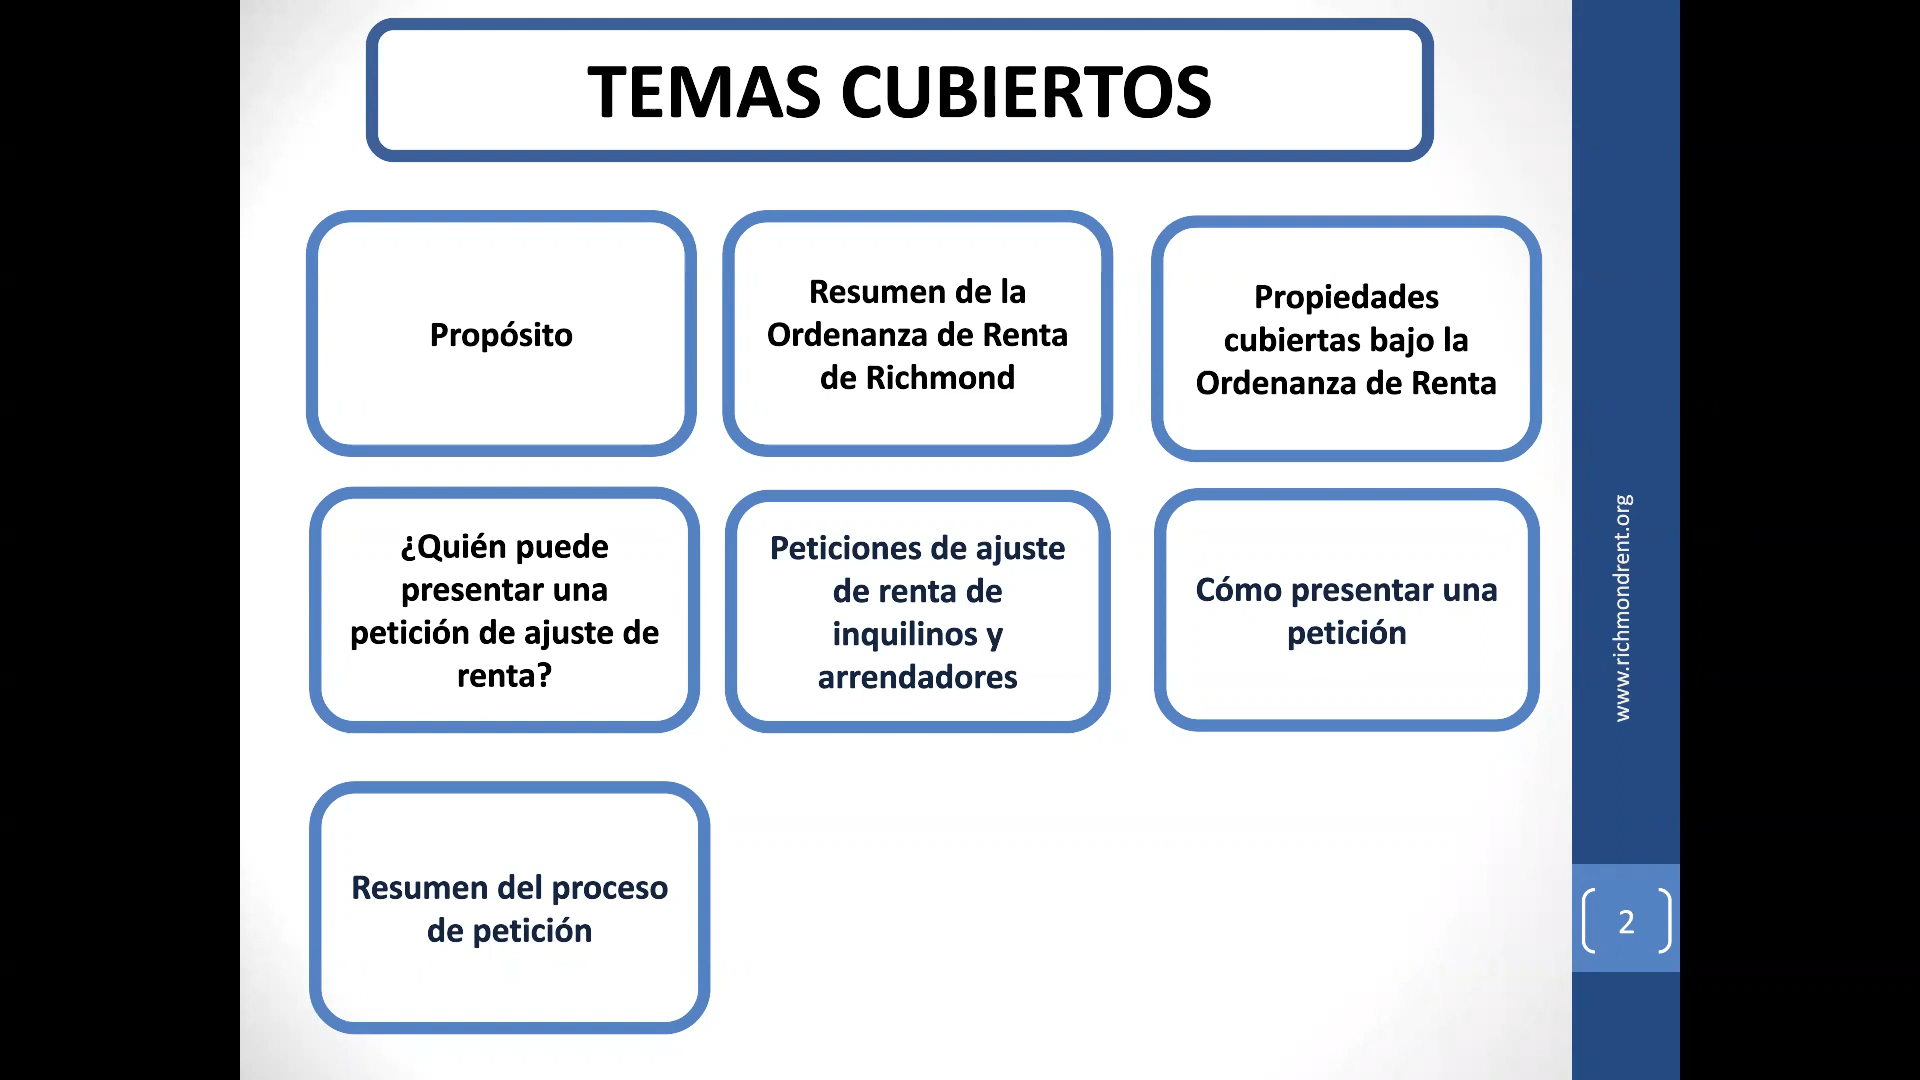 TEMAS CUBIERTOS
Propósito
Resumen de la
Ordenanza de Renta
de Richmond
Propiedades
cubiertas bajo la
Ordenanza de Renta
¿Quién puede
presentar una
petición de ajuste de
renta?
Peticiones de ajuste
de renta de
inquilinos y
arrendadores
Cómo presentar una
petición
Resumen del proceso
de petición
www.richmondrent.org
2